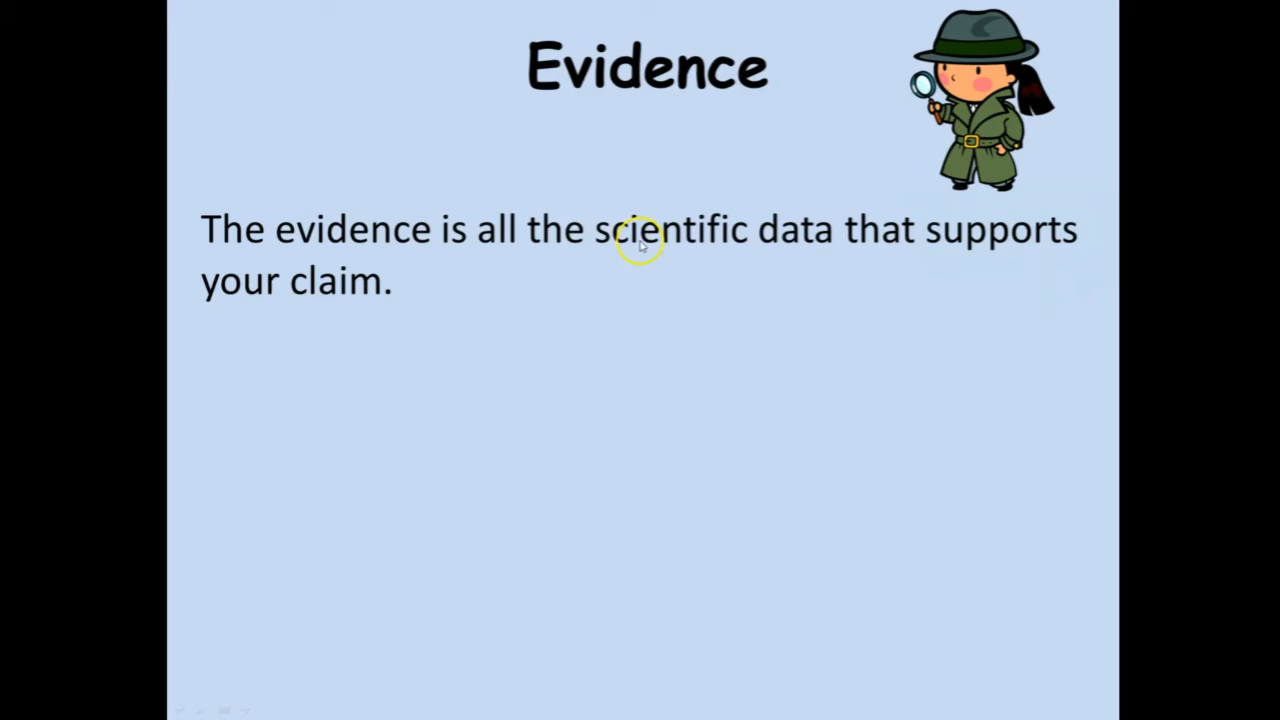 Evidence
The evidence is all the scientific data that supports
your claim.